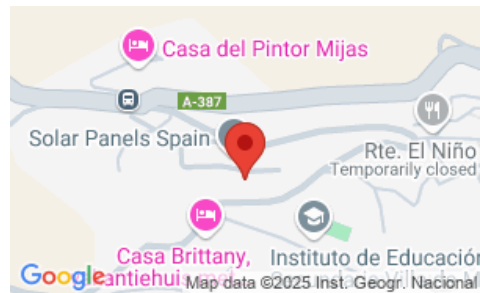 Casa del Pintor Mijas
A-387
Solar Panels Spain
Rte. El Niño
Temporarily closed
Casa Brittany,
Instituto de Educación
Google
Map data ©2025 Inst. Geogr. Nacional